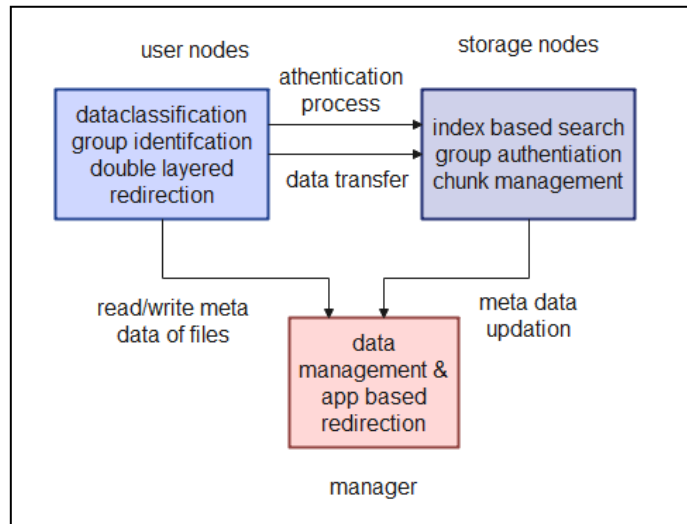 user nodes
storage nodes
athentication
process
dataclassification
group identifcation
double layered
redirection
index based search
group authentiation
chunk management
data transfer
read/write meta
data of files
meta data
updation
data
management &
app based
redirection
manager